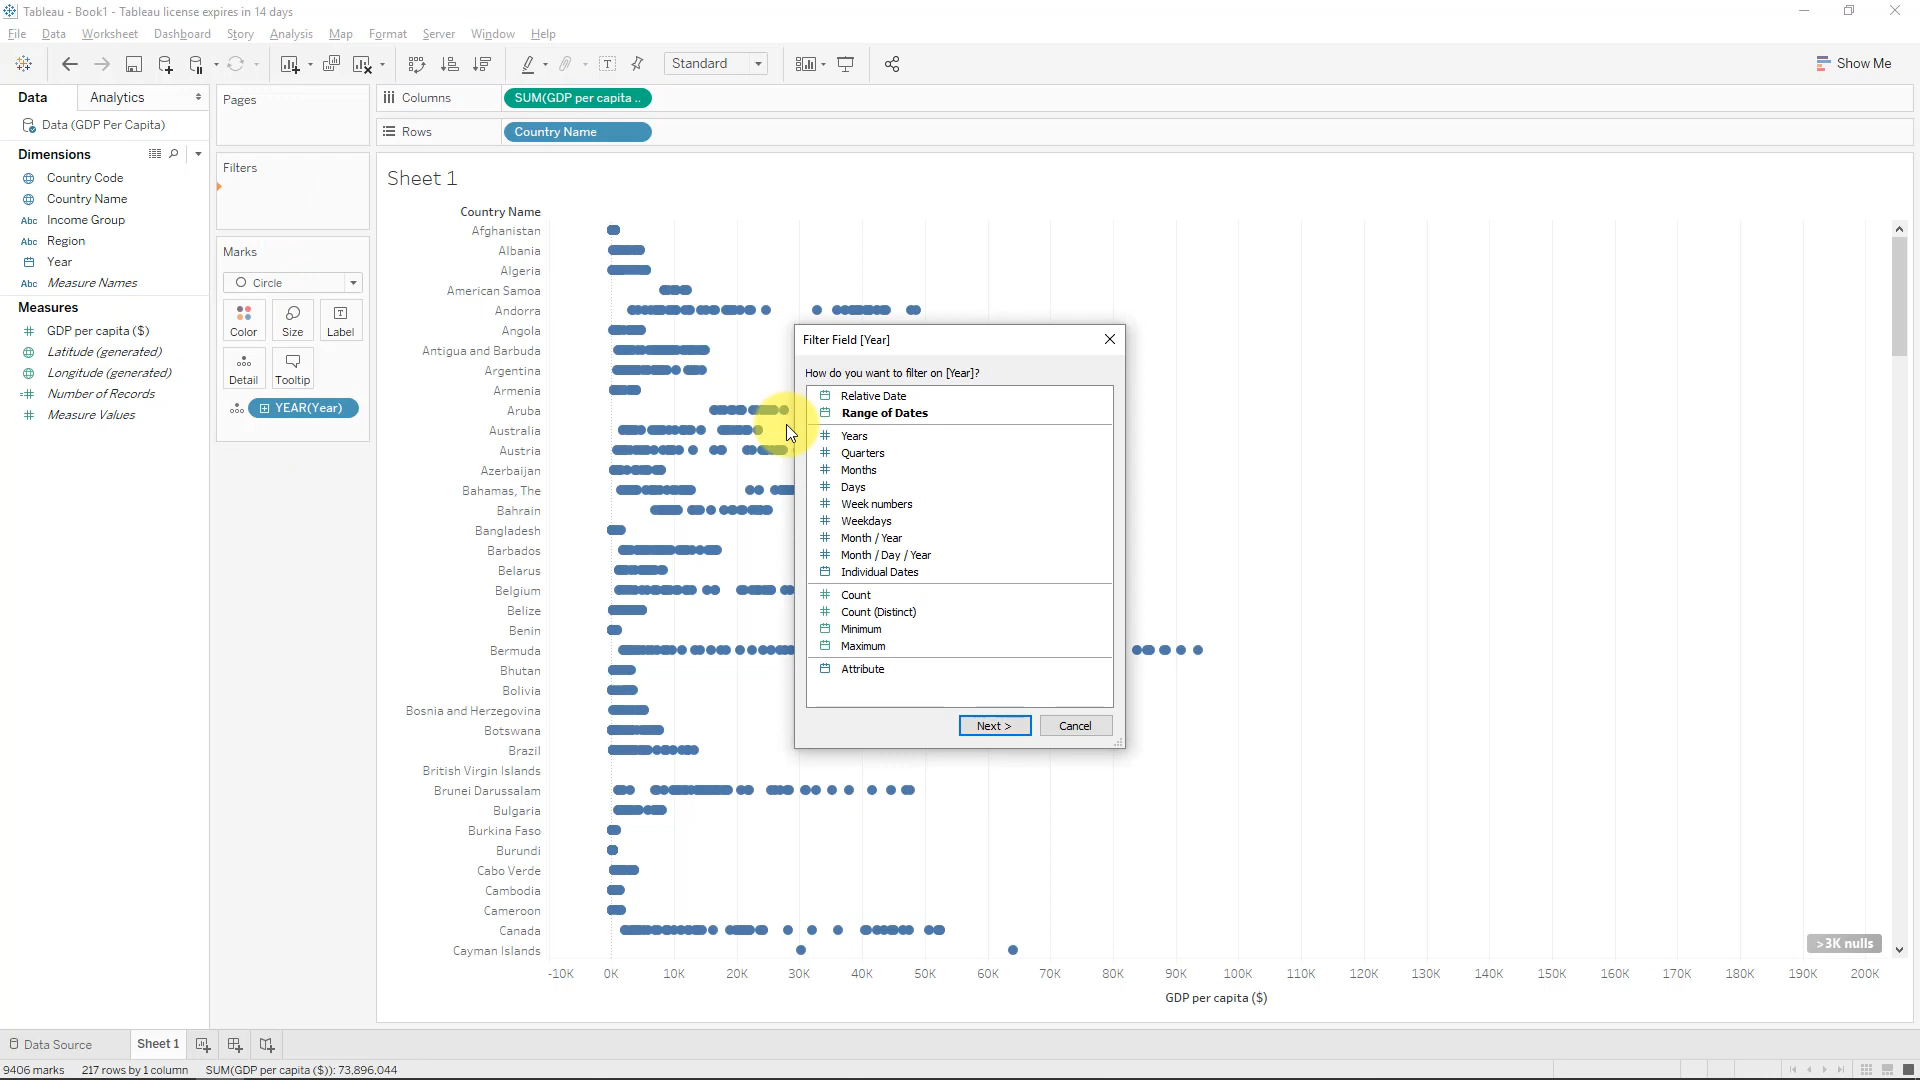 Tableau - Book1 - Tableau license expires in 14 days
File Data Worksheet Dashboard Story Analysis Map Format Server Window Help
Standard
Show Me
Data
Analytics
Data (GDP Per Capita)
Dimensions
Country Code
Country Name
Abc Income Group
Abc Region
Year
Abc Measure Names
Measures
GDP per capita ($)
Latitude (generated)
Longitude (generated)
Number of Records
Measure Values
Pages
Filters
Marks
Circle
Color
Size
Label
Detail
Tooltip
YEAR(Year)
Columns
SUM(GDP per capita ..
Rows
Country Name
Sheet 1
Country Name
Afghanistan
Albania
Algeria
American Samoa
Andorra
Angola
Antigua and Barbuda
Argentina
Armenia
Aruba
Australia
Austria
Azerbaijan
Bahamas, The
Bahrain
Bangladesh
Barbados
Belarus
Belgium
Belize
Benin
Bermuda
Bhutan
Bolivia
Bosnia and Herzegovina
Botswana
Brazil
British Virgin Islands
Brunei Darussalam
Bulgaria
Burkina Faso
Burundi
Cabo Verde
Cambodia
Cameroon
Canada
Cayman Islands
-10K 0K 10K 20K 30K 40K 50K 60K 70K 80K 90K 100K 110K 120K 130K 140K 150K 160K 170K 180K 190K 200K
GDP per capita ($)
>3K nulls
Filter Field [Year]
How do you want to filter on [Year]?
Relative Date
Range of Dates
Years
Quarters
Months
Days
Week numbers
Weekdays
Month / Year
Month / Day / Year
Individual Dates
Count
Count (Distinct)
Minimum
Maximum
Attribute
Next >
Cancel
Data Source
Sheet 1
9406 marks 217 rows by 1 column SUM(GDP per capita ($)): 73,896,044